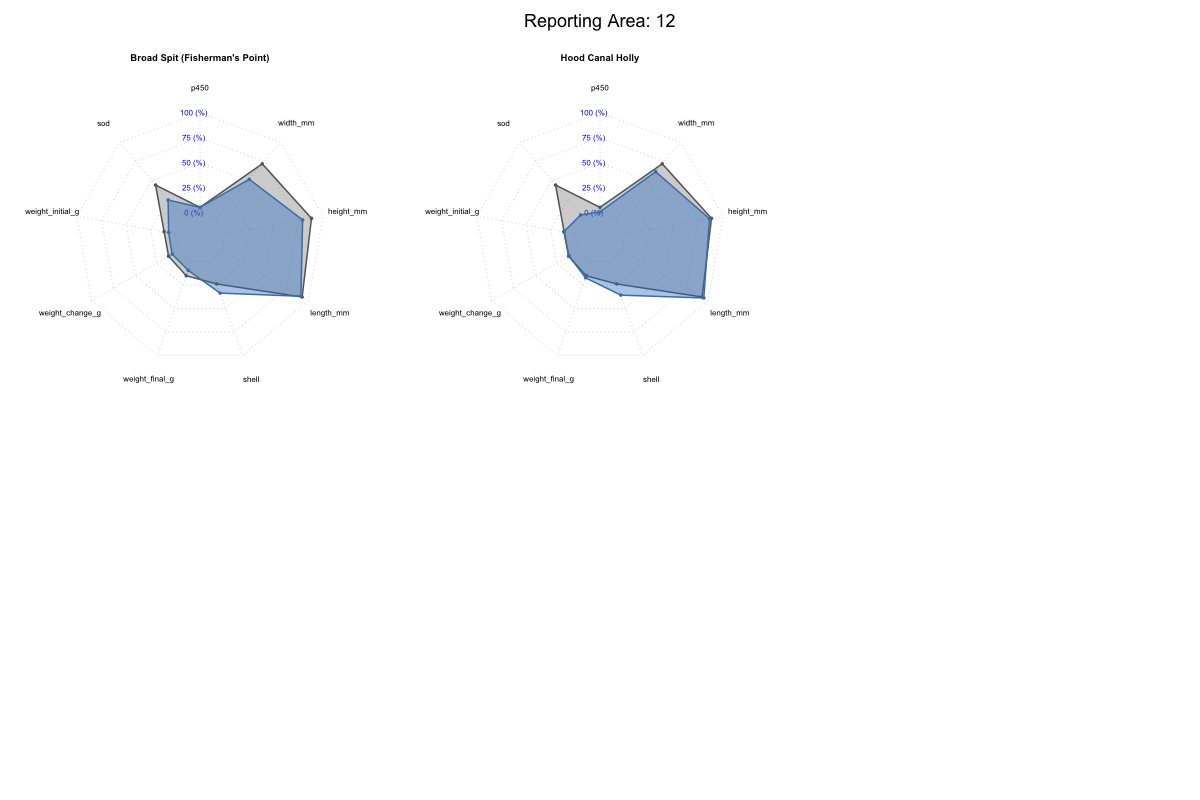 Reporting Area: 12
Broad Spit (Fisherman's Point)
p450
100 (%)
75 (%)
50 (%)
25 (%)
0 (%)
sod
width_mm
weight_initial_g
height_mm
weight_change_g
length_mm
weight_final_g
shell
Hood Canal Holly
p450
100 (%)
75 (%)
50 (%)
25 (%)
0 (%)
sod
width_mm
weight_initial_g
height_mm
weight_change_g
length_mm
weight_final_g
shell